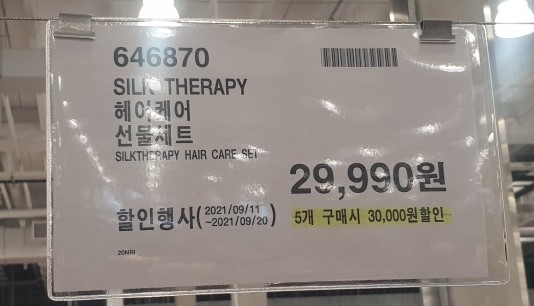 646870
SILK THERAPY
헤어케어
선물세트
SILKTHERAPY HAIR CARE SET
29,990원
할인행사(2021/09/11 ~2021/09/20)
5개 구매시 30,000원할인
20NRI